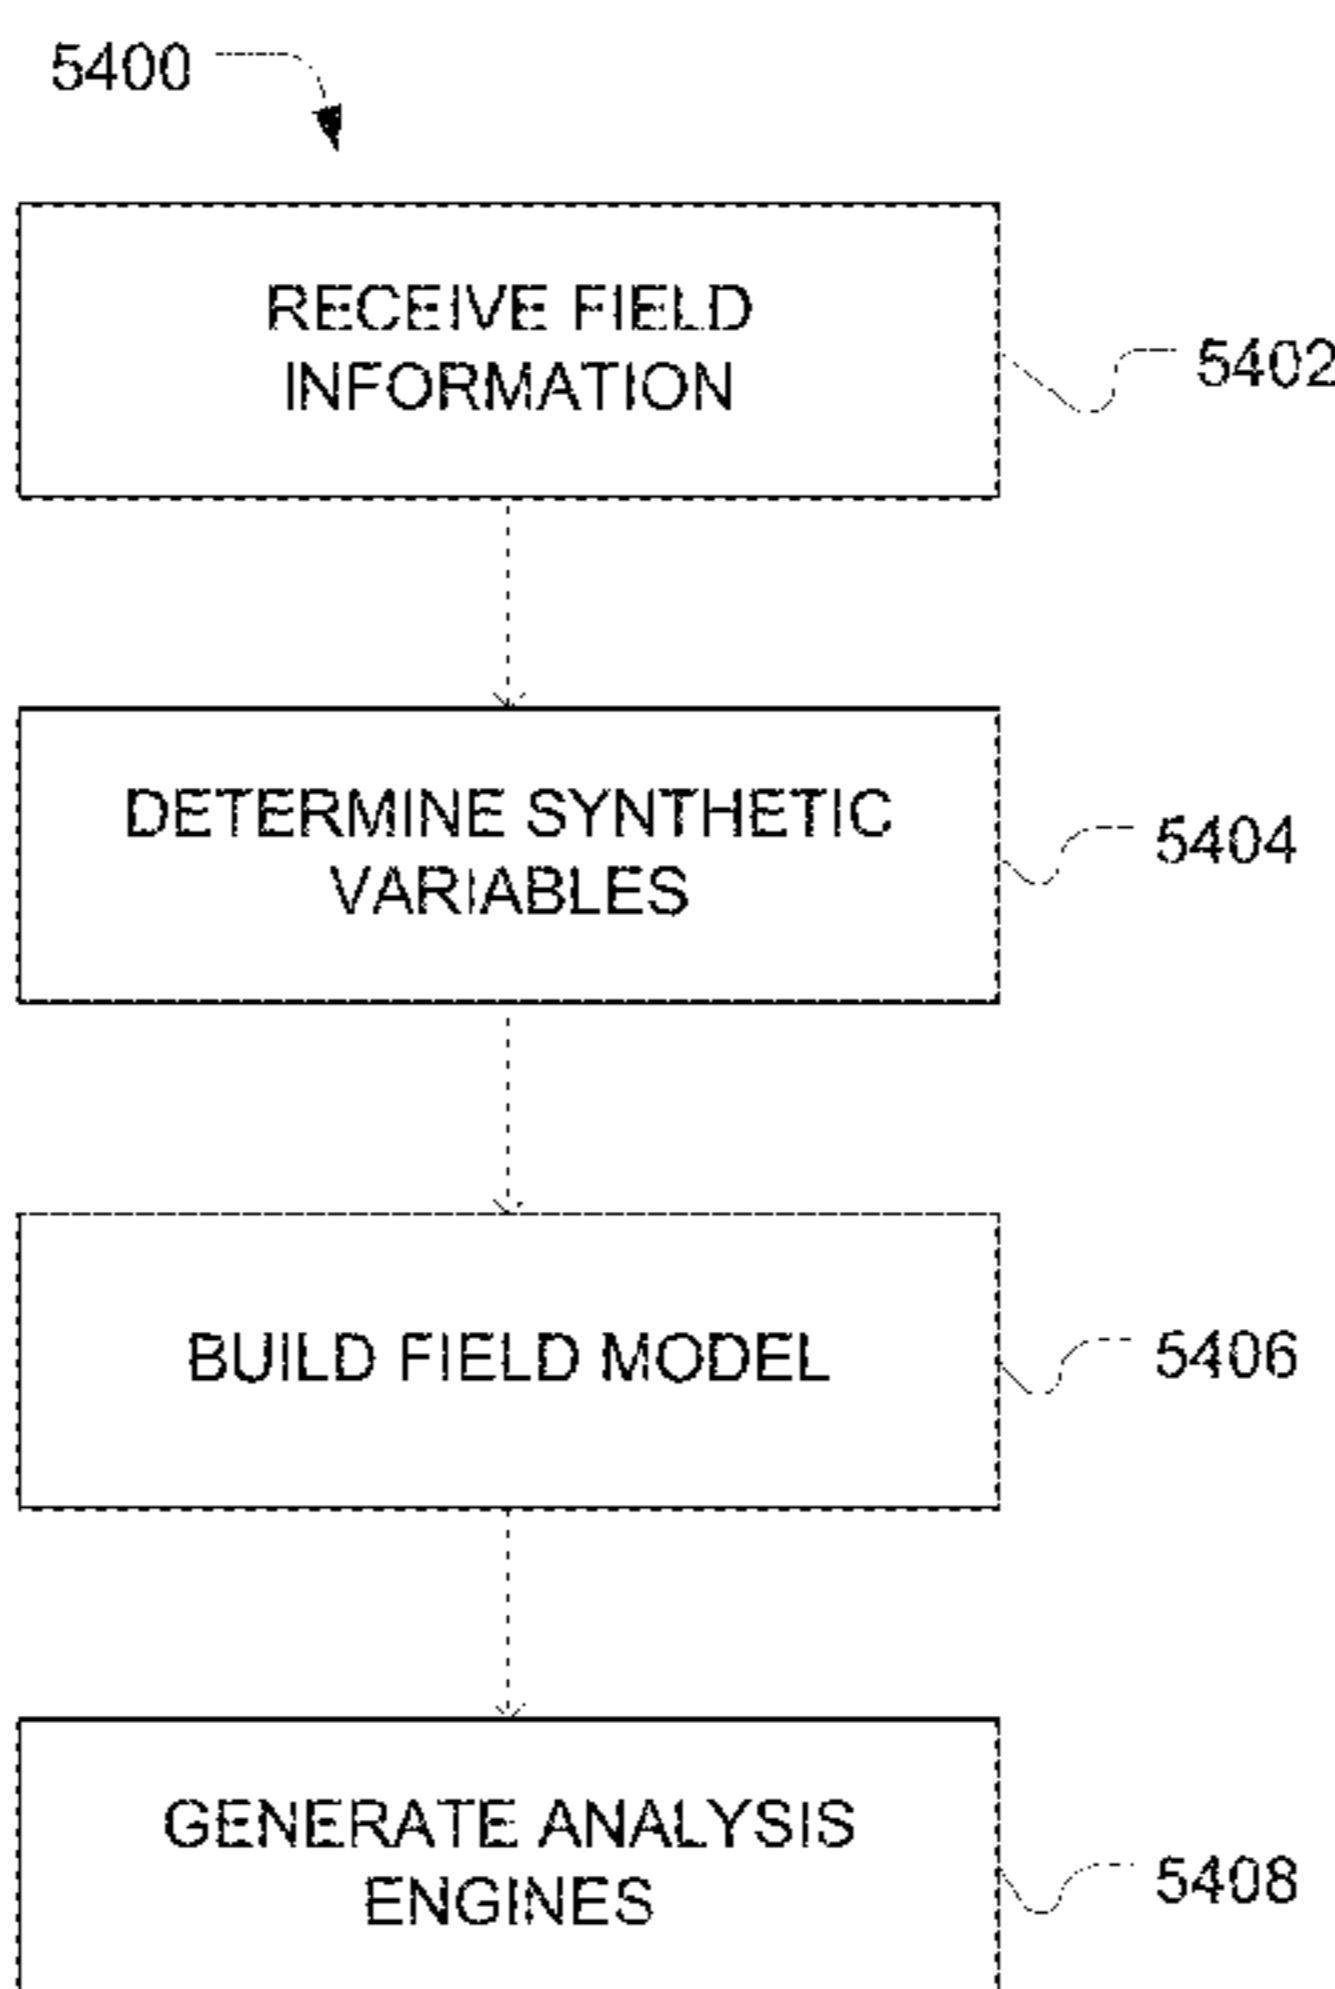 5400
RECEIVE FIELD
INFORMATION
5402
DETERMINE SYNTHETIC
VARIABLES
5404
BUILD FIELD MODEL
5406
GENERATE ANALYSIS
ENGINES
5408